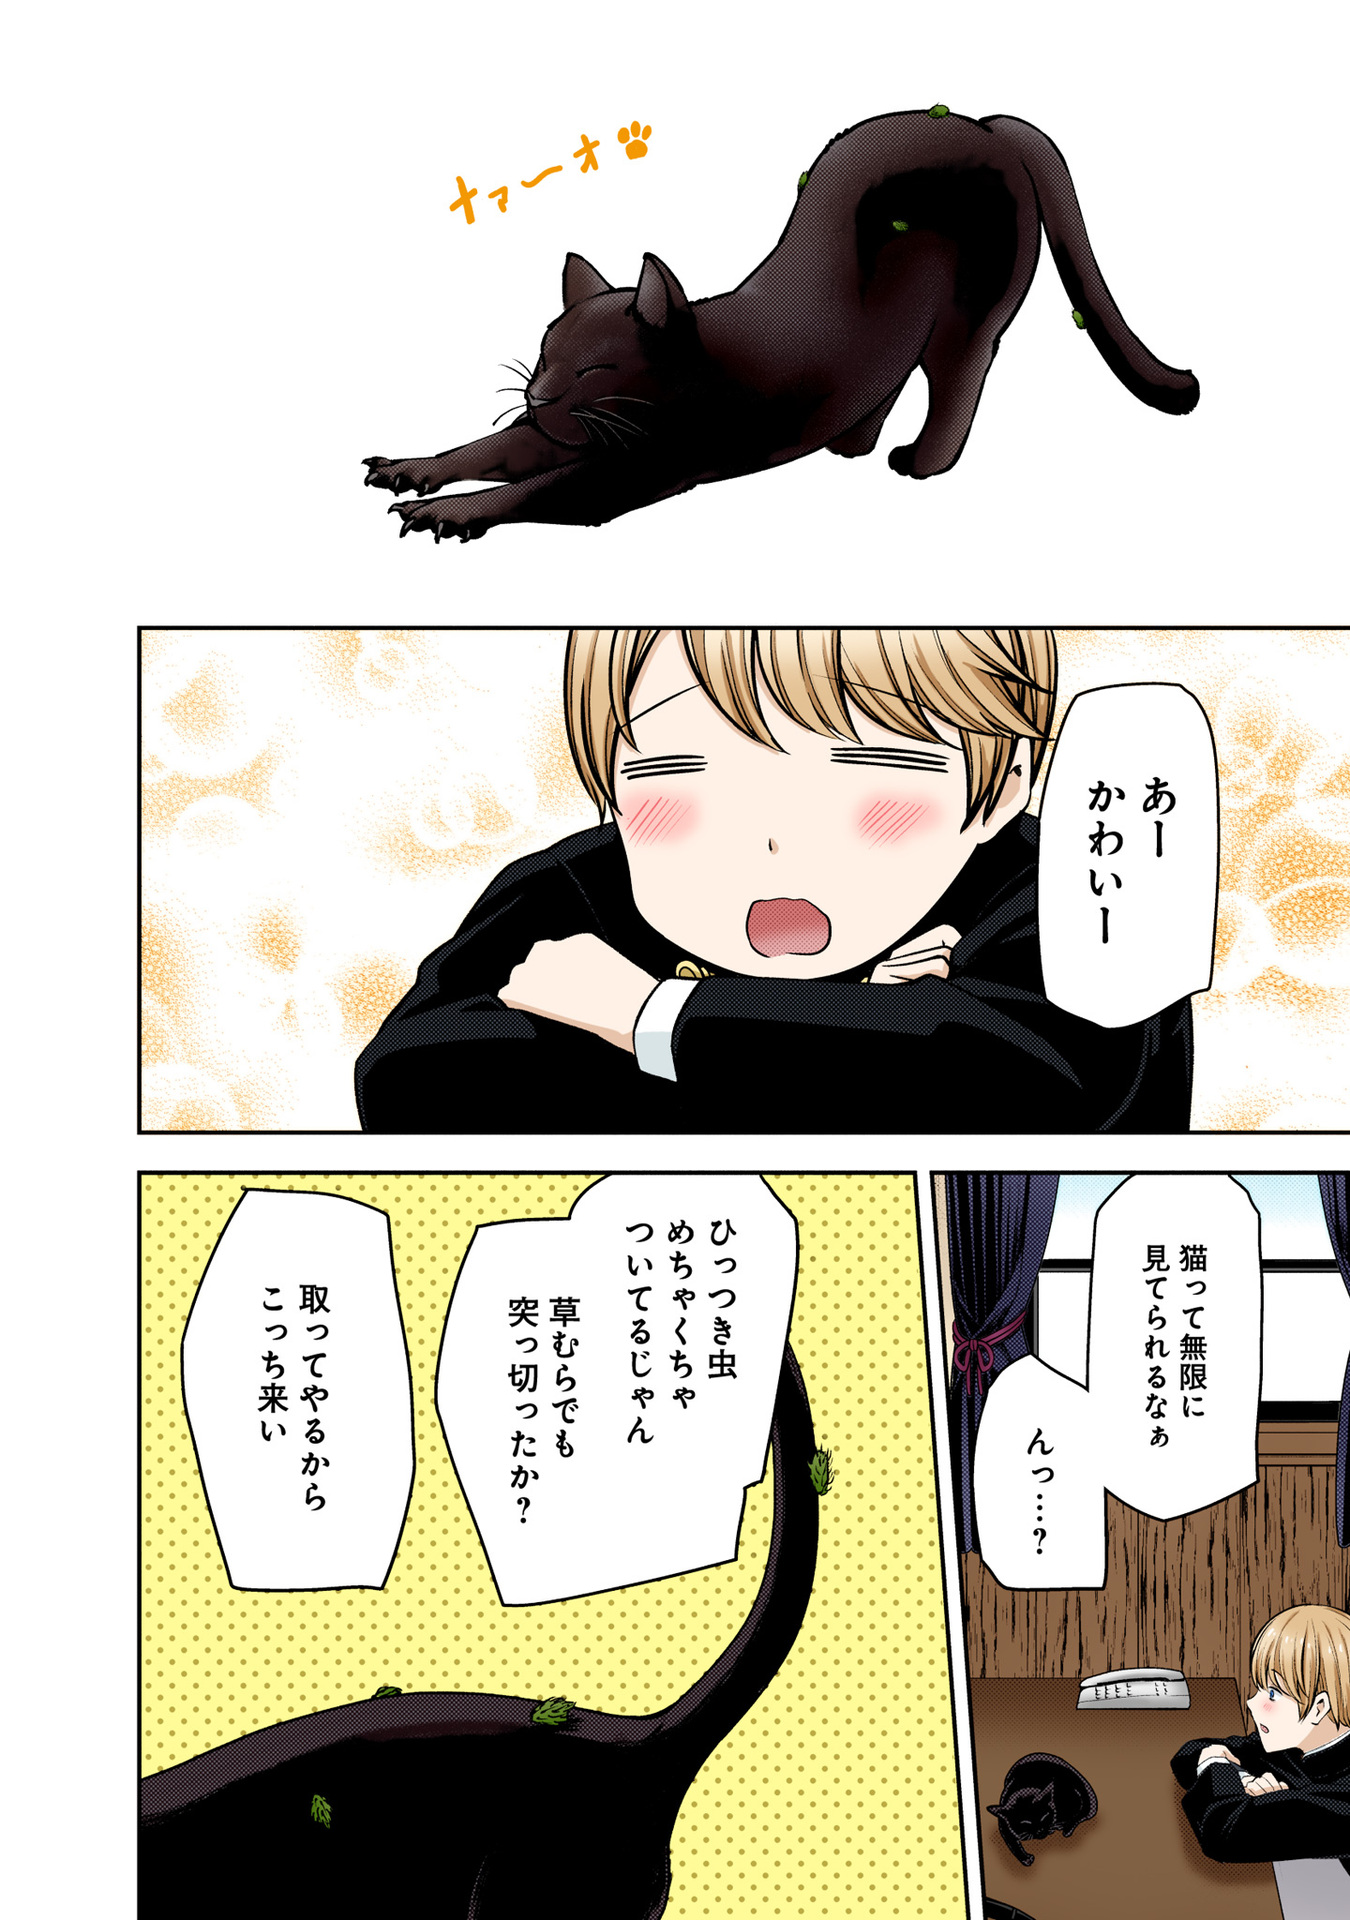 ナァ〜オ
あー
かわいー
猫って無限に
見てられるなぁ
んっ…?
ひっつき虫
めちゃくちゃ
ついてるじゃん
草むらでも
突っ切ったか?
取ってやるから
こっち来い